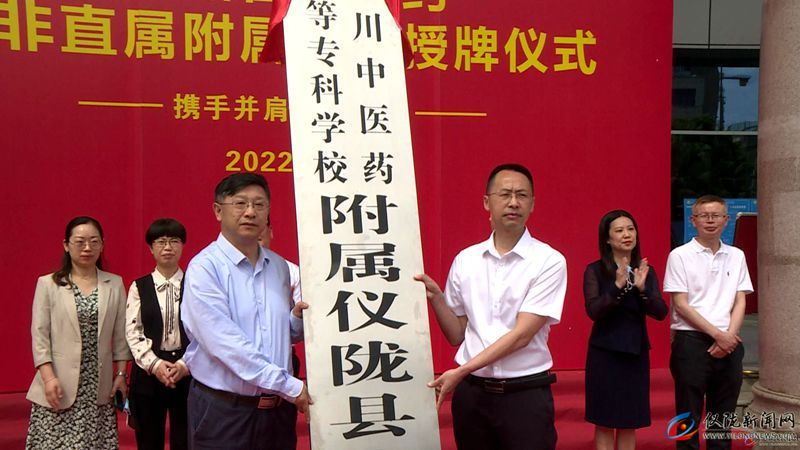 非直属附属 授牌仪式
携手并肩
2022
川中医药
等专科学校
附属仪陇县
仪陇新闻网